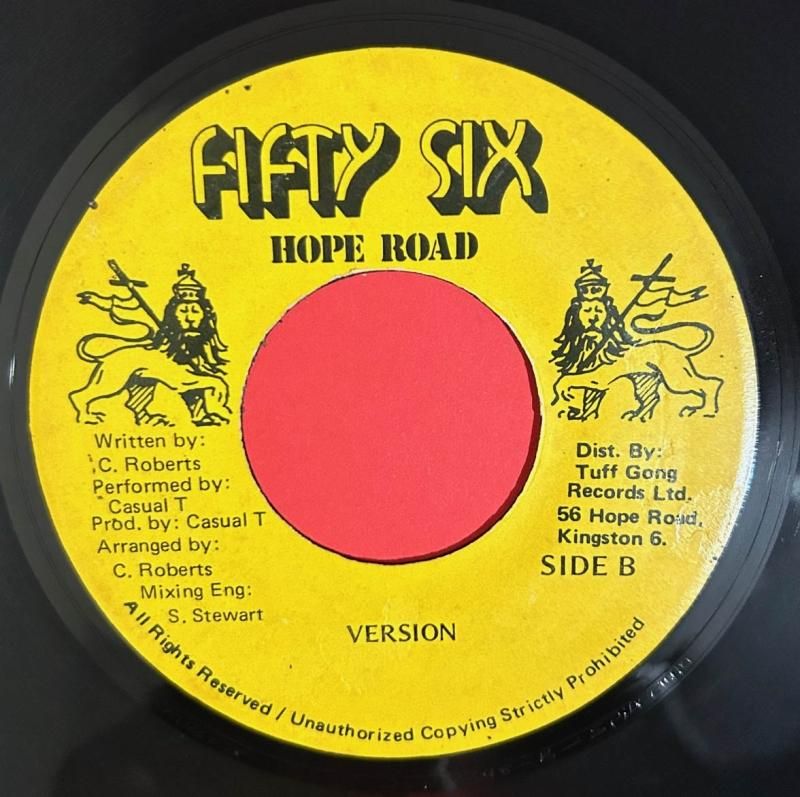 FIFTY SIX
HOPE ROAD
Written by:
C. Roberts
Performed by:
Casual T
Prod. by: Casual T
Arranged by:
C. Roberts
Mixing Eng:
S. Stewart
Dist. By:
Tuff Gong
Records Ltd.
56 Hope Road,
Kingston 6.
SIDE B
VERSION
All Rights Reserved / Unauthorized Copying Strictly Prohibited